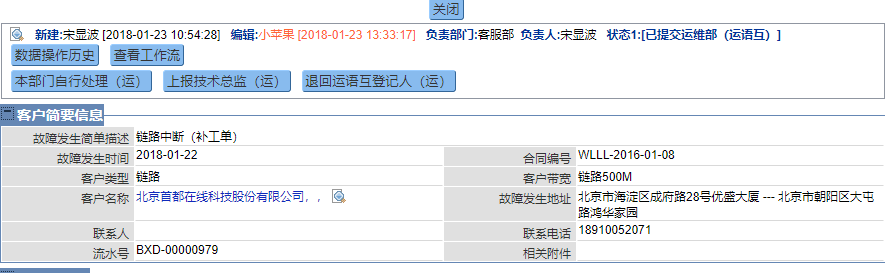 关闭
新建:宋显波 [2018-01-23 10:54:28] 编辑:小苹果 [2018-01-23 13:33:17] 负责部门:客服部 负责人:宋显波 状态1:[已提交运维部（运语互）]
数据操作历史 查看工作流
本部门自行处理（运） 上报技术总监（运） 退回运语互登记人（运）
客户简要信息
故障发生简单描述 链路中断（补工单）
故障发生时间 2018-01-22 合同编号 WLLL-2016-01-08
客户类型 链路 客户带宽 链路500M
客户名称 北京首都在线科技股份有限公司，， 故障发生地址 北京市海淀区成府路28号优盛大厦 --- 北京市朝阳区大屯
路鸿华家园
联系人 联系电话 18910052071
流水号 BXD-00000979 相关附件